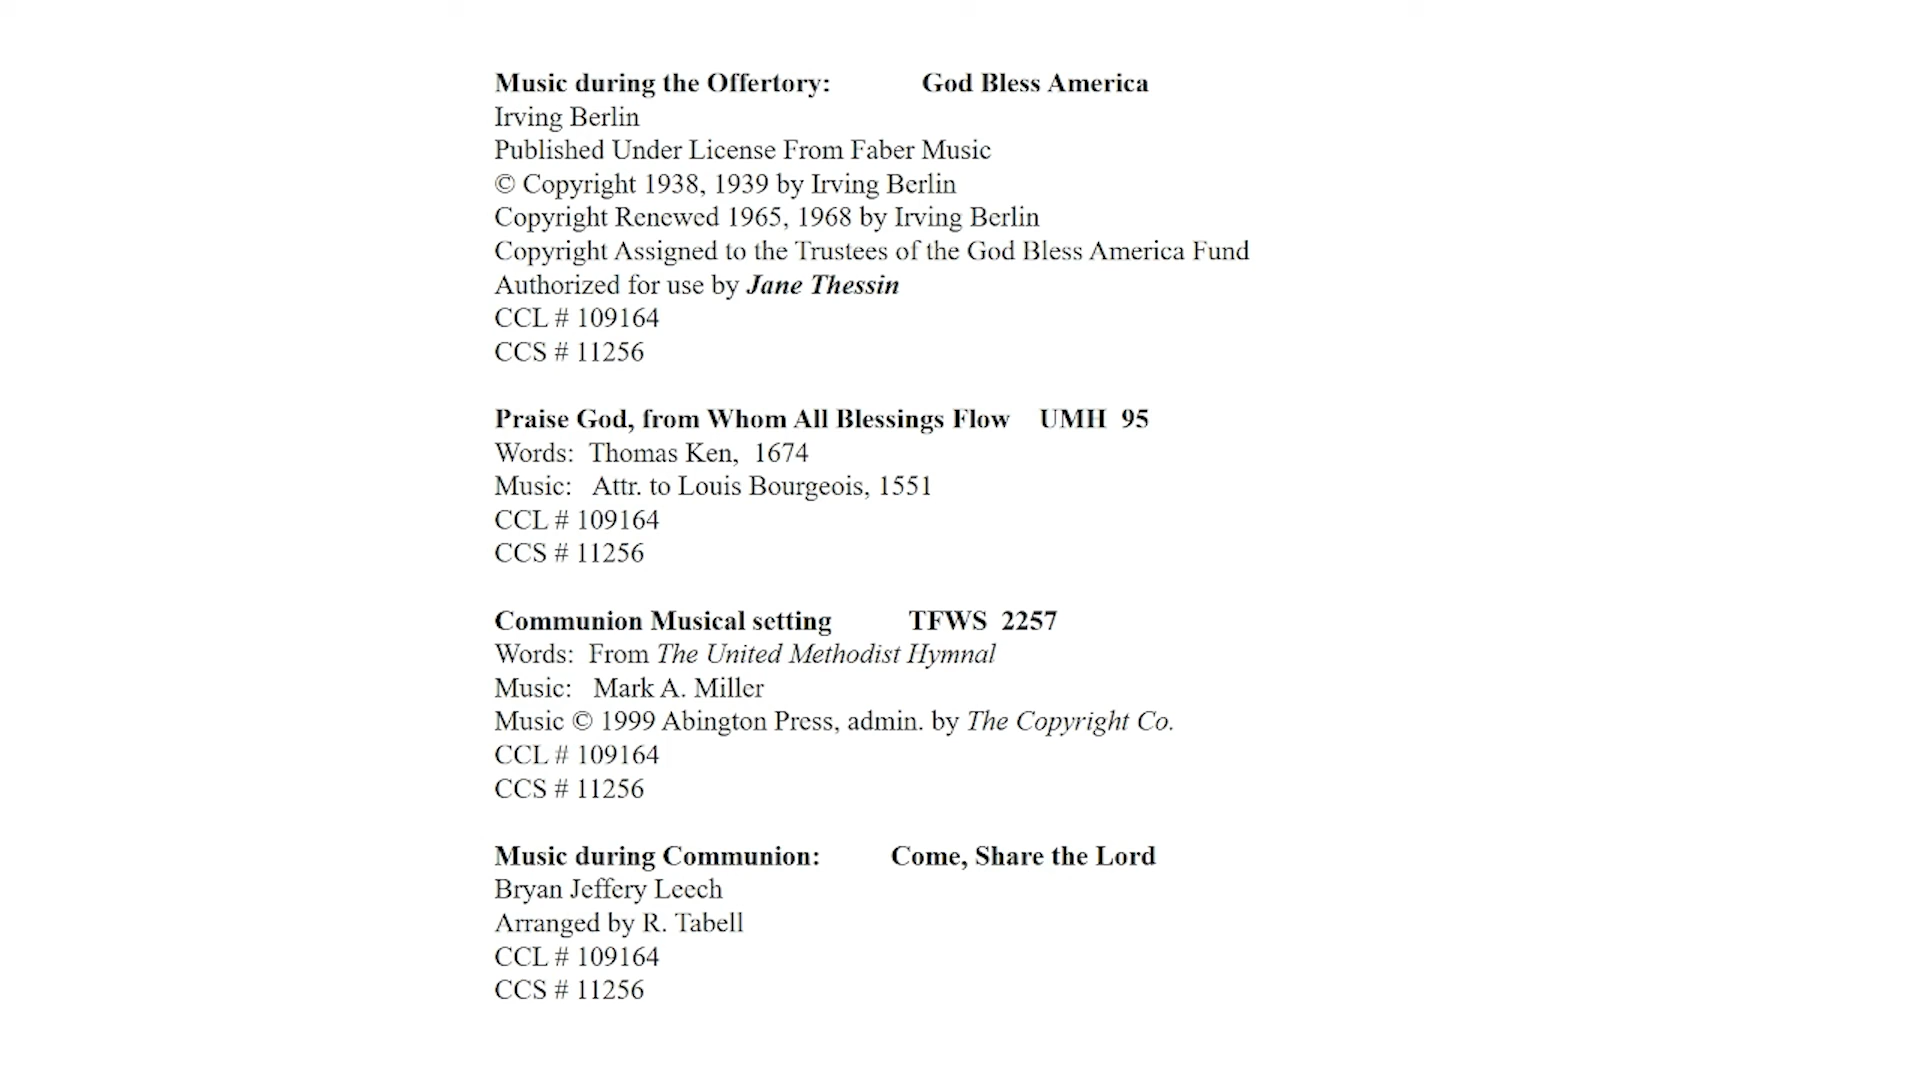 Music during the Offertory: God Bless America
Irving Berlin
Published Under License From Faber Music
© Copyright 1938, 1939 by Irving Berlin
Copyright Renewed 1965, 1968 by Irving Berlin
Copyright Assigned to the Trustees of the God Bless America Fund
Authorized for use by Jane Thessin
CCL # 109164
CCS # 11256
Praise God, from Whom All Blessings Flow UMH 95
Words: Thomas Ken, 1674
Music: Attr. to Louis Bourgeois, 1551
CCL # 109164
CCS # 11256
Communion Musical setting TFWS 2257
Words: From The United Methodist Hymnal
Music: Mark A. Miller
Music © 1999 Abington Press, admin. by The Copyright Co.
CCL # 109164
CCS # 11256
Music during Communion: Come, Share the Lord
Bryan Jeffery Leech
Arranged by R. Tabell
CCL # 109164
CCS # 11256